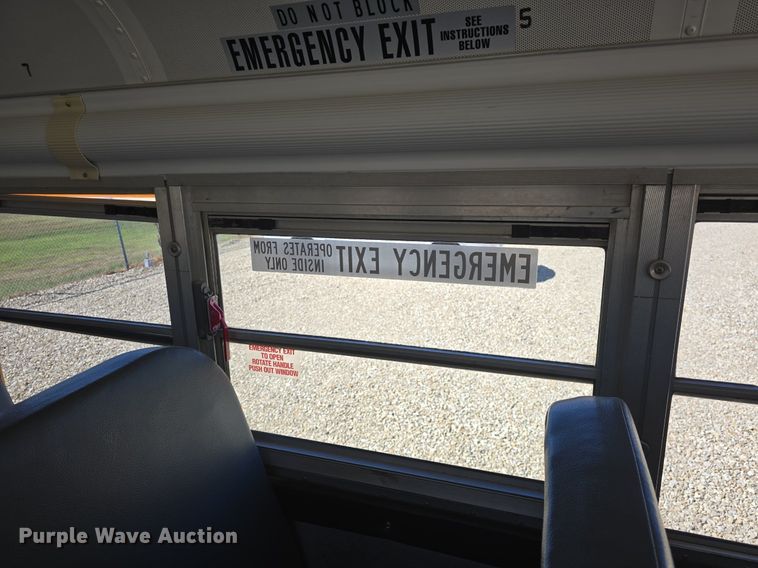 DO NOT BLOCK
EMERGENCY EXIT SEE INSTRUCTIONS BELOW
5
7
EMERGENCY EXIT OPERATES FROM INSIDE ONLY
EMERGENCY EXIT
TO OPEN
ROTATE HANDLE
PUSH OUT WINDOW
Purple Wave Auction®